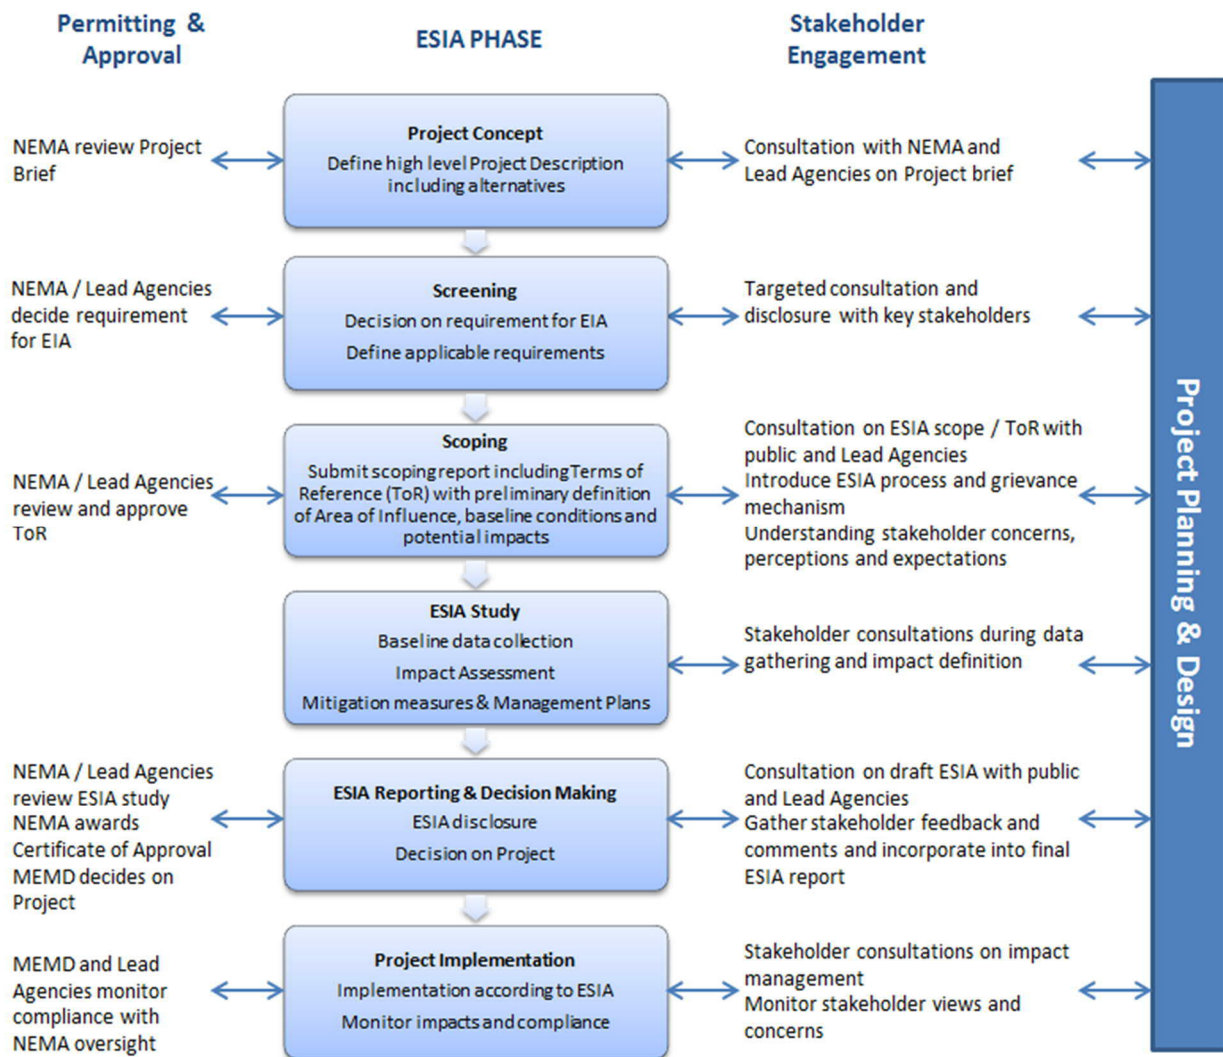 Permitting &
Approval
ESIA PHASE
Stakeholder
Engagement
NEMA review Project
Brief
Project Concept
Define high level Project Description
including alternatives
Consultation with NEMA and
Lead Agencies on Project brief
NEMA / Lead Agencies
decide requirement
for EIA
Screening
Decision on requirement for EIA
Define applicable requirements
Targeted consultation and
disclosure with key stakeholders
NEMA / Lead Agencies
review and approve
ToR
Scoping
Submit scoping report including Terms of
Reference (ToR) with preliminary definition
of Area of Influence, baseline conditions and
potential impacts
Consultation on ESIA scope / ToR with
public and Lead Agencies
Introduce ESIA process and grievance
mechanism
Understanding stakeholder concerns,
perceptions and expectations
ESIA Study
Baseline data collection
Impact Assessment
Mitigation measures & Management Plans
Stakeholder consultations during data
gathering and impact definition
NEMA / Lead Agencies
review ESIA study
NEMA awards
Certificate of Approval
MEMD decides on
Project
ESIA Reporting & Decision Making
ESIA disclosure
Decision on Project
Consultation on draft ESIA with public
and Lead Agencies
Gather stakeholder feedback and
comments and incorporate into final
ESIA report
MEMD and Lead
Agencies monitor
compliance with
NEMA oversight
Project Implementation
Implementation according to ESIA
Monitor impacts and compliance
Stakeholder consultations on impact
management
Monitor stakeholder views and
concerns
Project Planning & Design